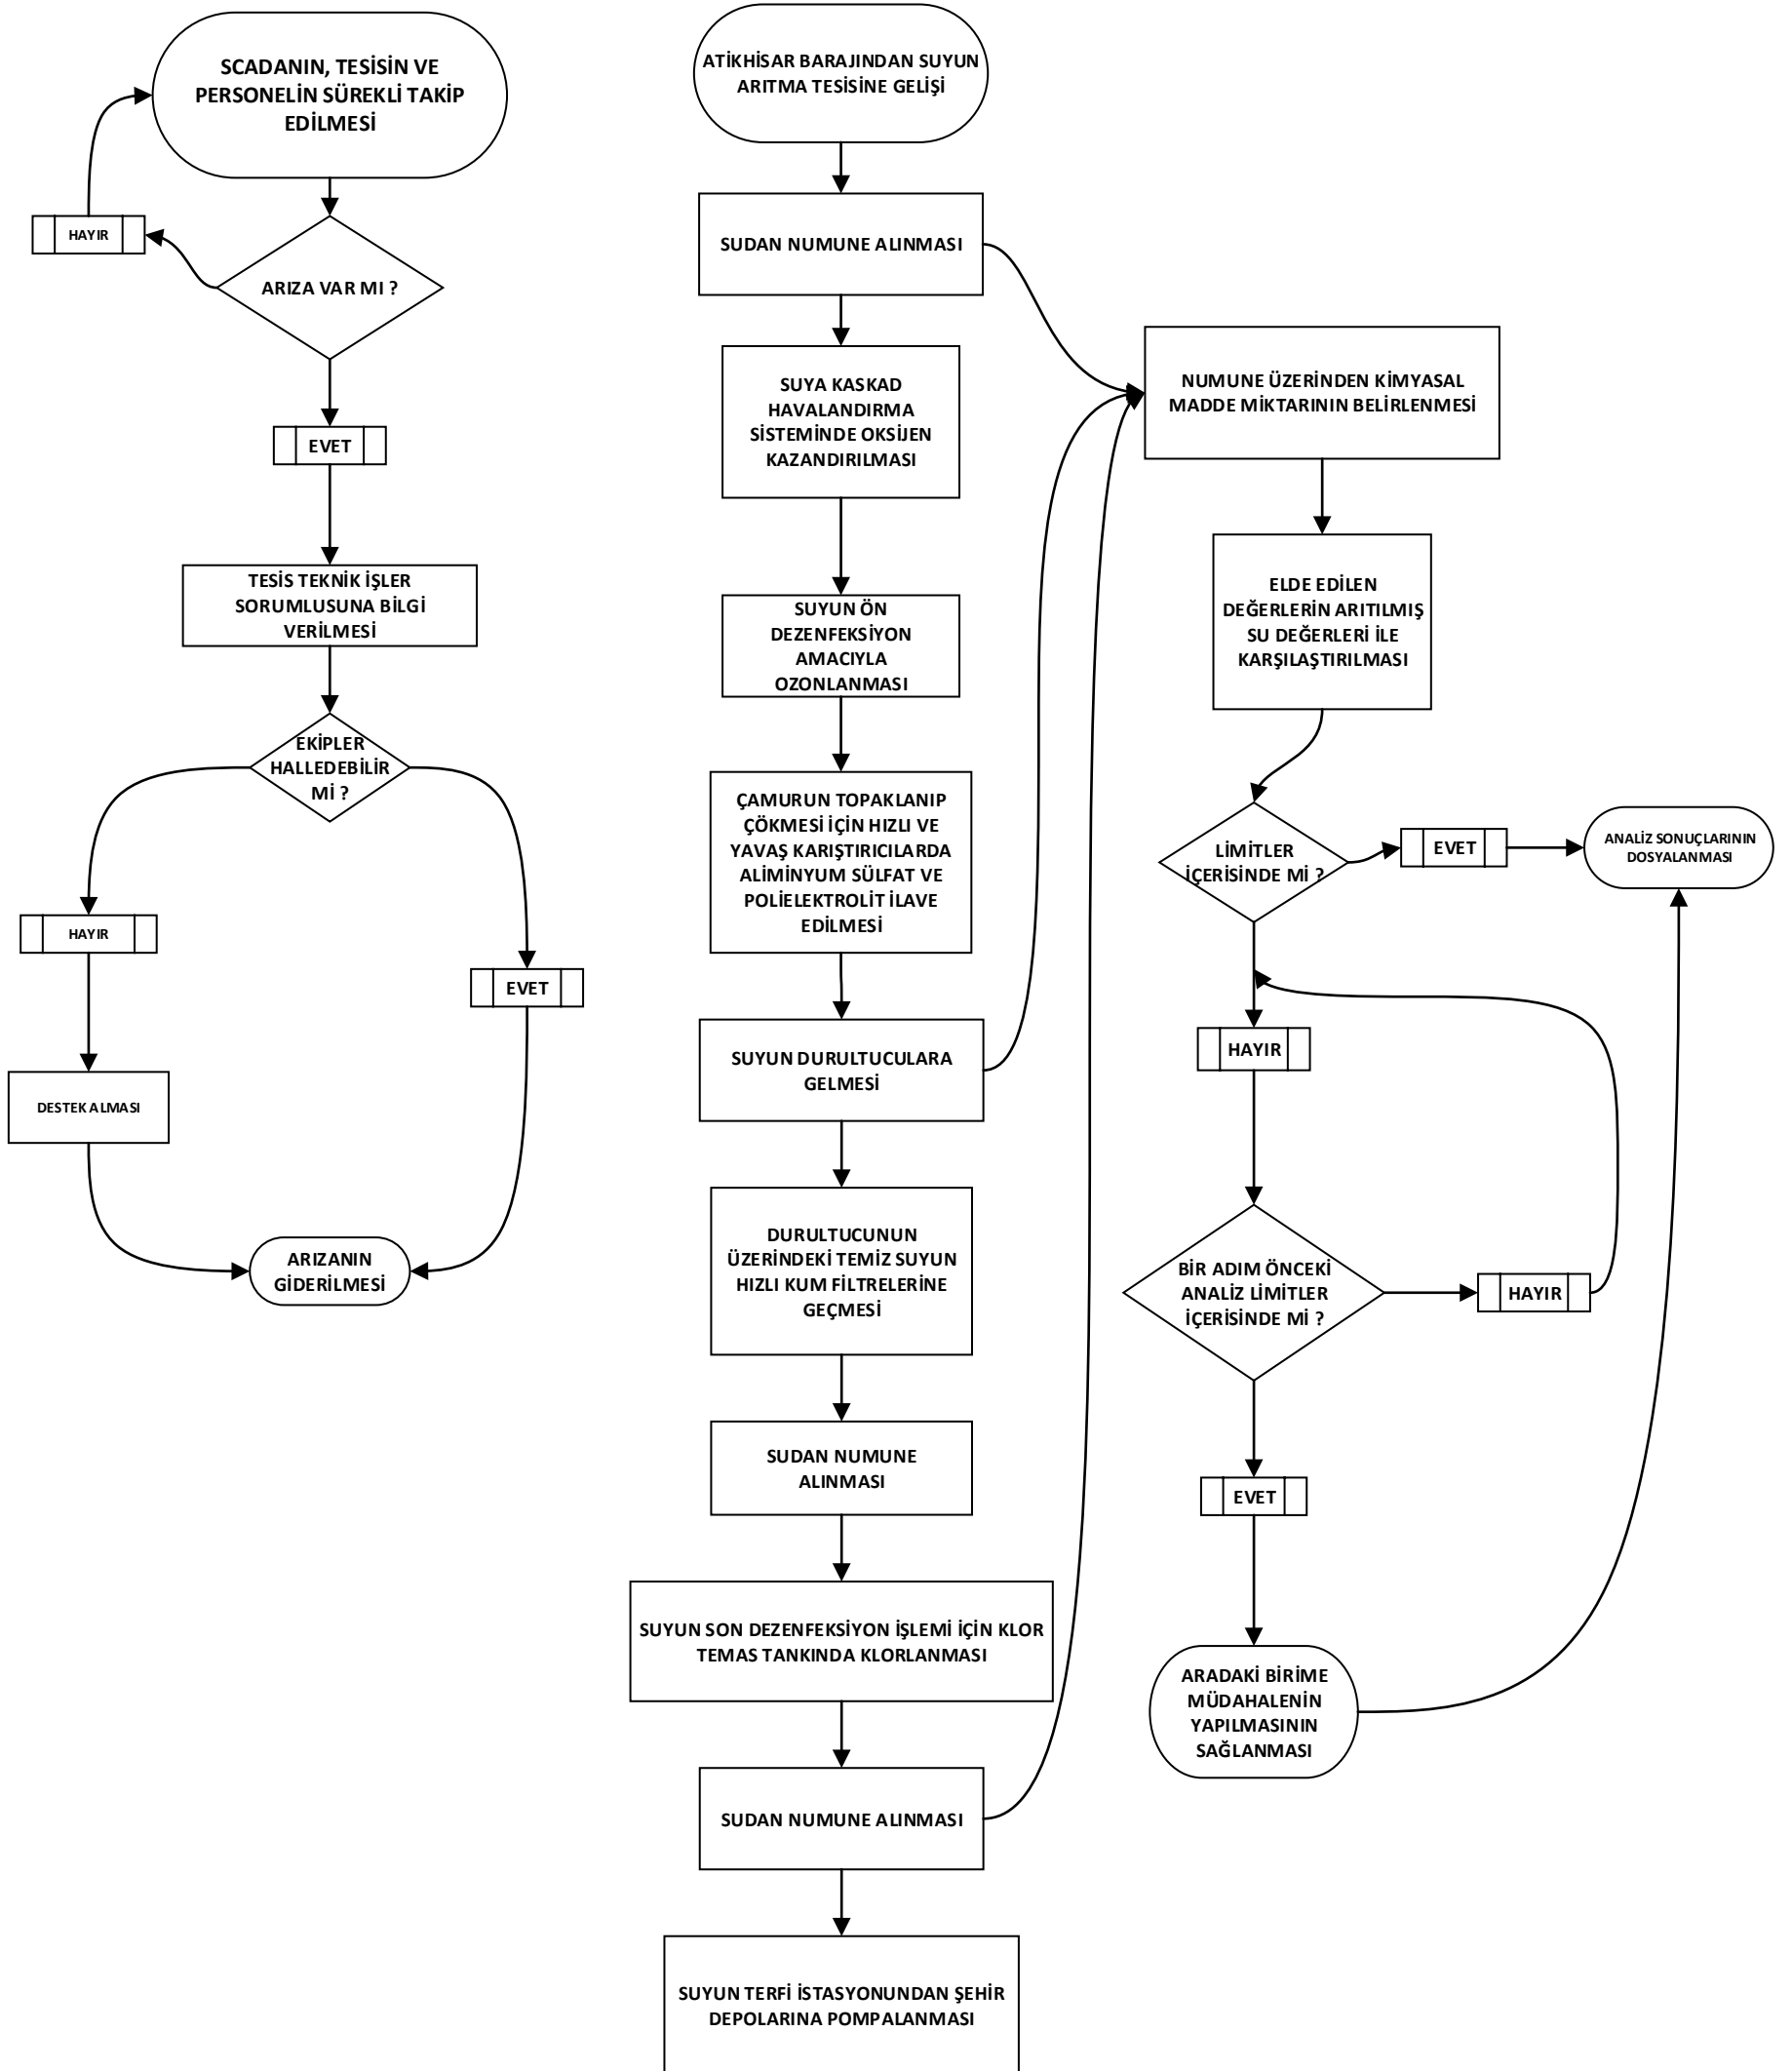 SCADANIN, TESİSİN VE
PERSONELİN SÜREKLİ TAKİP
EDİLMESİ
HAYIR
ARIZA VAR MI ?
EVET
TESİS TEKNİK İŞLER
SORUMLUSUNA BİLGİ
VERİLMESİ
EKİPLER
HALLEDEBİLİR
Mİ ?
HAYIR
EVET
DESTEK ALMASI
ARIZANIN
GİDERİLMESİ
ATİKHİSAR BARAJINDAN SUYUN
ARITMA TESİSİNE GELİŞİ
SUDAN NUMUNE ALINMASI
SUYA KASKAD
HAVALANDIRMA
SİSTEMİNDE OKSİJEN
KAZANDIRILMASI
SUYUN ÖN
DEZENFEKSİYON
AMACIYLA
OZONLANMASI
ÇAMURUN TOPAKLANIP
ÇÖKMESİ İÇİN HIZLI VE
YAVAŞ KARIŞTIRICILARDA
ALİMİNYUM SÜLFAT VE
POLİELEKTROLİT İLAVE
EDİLMESİ
SUYUN DURULTUCULARA
GELMESİ
DURULTUCUNUN
ÜZERİNDEKİ TEMİZ SUYUN
HIZLI KUM FİLTRELERİNE
GEÇMESİ
SUDAN NUMUNE
ALINMASI
SUYUN SON DEZENFEKSİYON İŞLEMİ İÇİN KLOR
TEMAS TANKINDA KLORLANMASI
SUDAN NUMUNE ALINMASI
SUYUN TERFİ İSTASYONUNDAN ŞEHİR
DEPOLARINA POMPALANMASI
NUMUNE ÜZERİNDEN KİMYASAL
MADDE MİKTARININ BELİRLENMESİ
ELDE EDİLEN
DEĞERLERİN ARITILMIŞ
SU DEĞERLERİ İLE
KARŞILAŞTIRILMASI
LİMİTLER
İÇERİSİNDE Mİ ?
EVET
ANALİZ SONUÇLARININ
DOSYALANMASI
HAYIR
BİR ADIM ÖNCEKİ
ANALİZ LİMİTLER
İÇERİSİNDE Mİ ?
HAYIR
EVET
ARADAKİ BİRİME
MÜDAHALENİN
YAPILMASININ
SAĞLANMASI